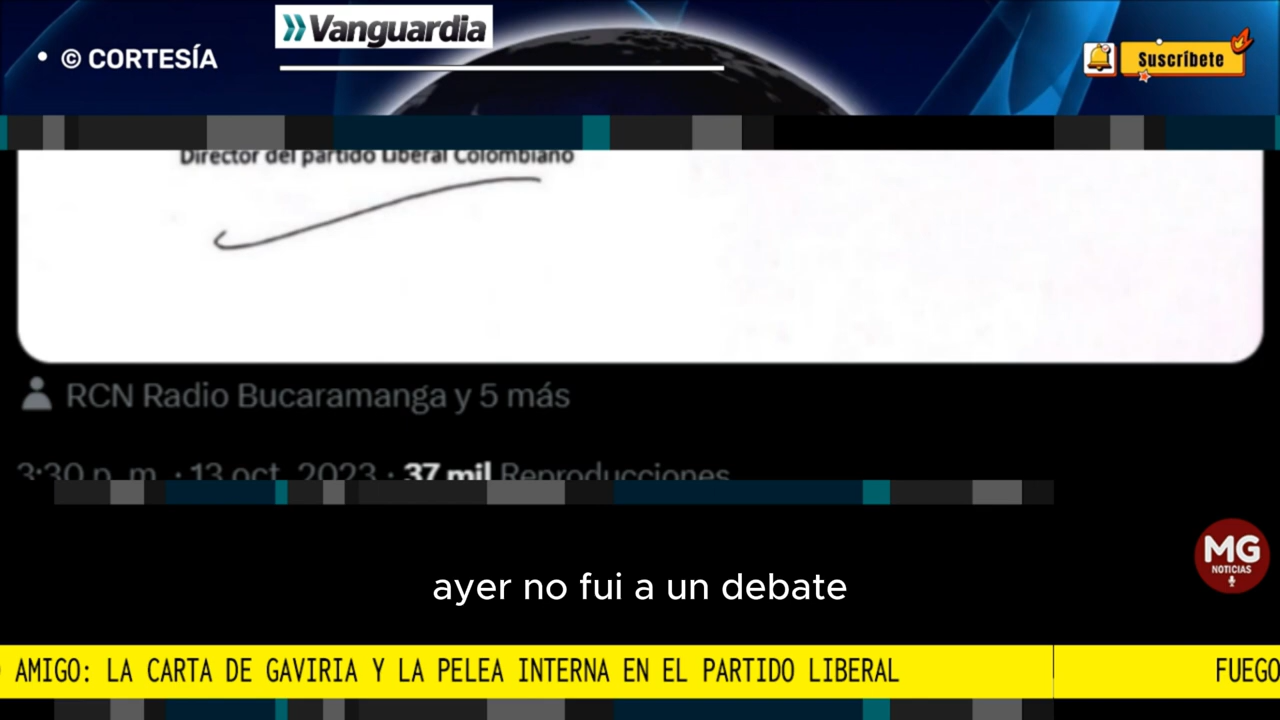 Vanguardia
• © CORTESÍA
Suscríbete
Director del partido Liberal Colombiano
RCN Radio Bucaramanga y 5 más
3:30 p. m. · 13 oct. 2023 · 37 mil Reproducciones
MG
NOTICIAS
ayer no fui a un debate
AMIGO: LA CARTA DE GAVIRIA Y LA PELEA INTERNA EN EL PARTIDO LIBERAL
FUEGO